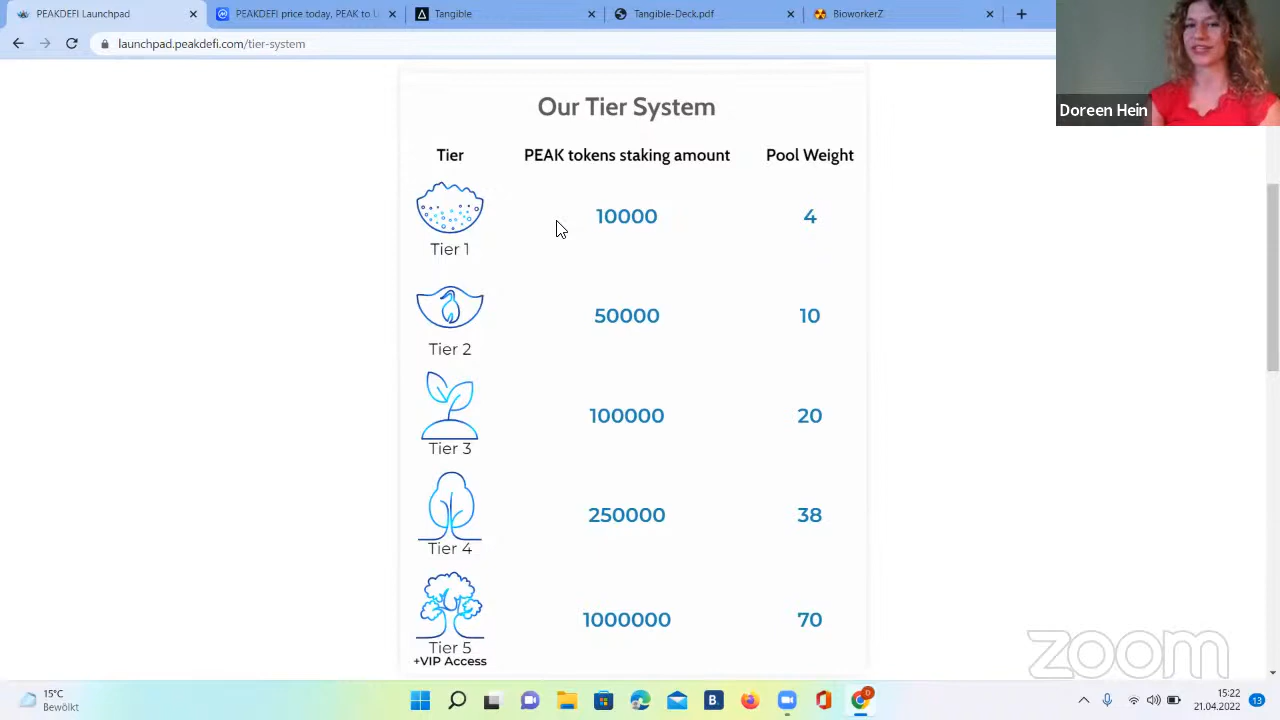 PEAKDEFI Launchpad
PEAKDEFI price today, PEAK to U
Tangible
Tangible-Deck.pdf
BioworkerZ
launchpad.peakdefi.com/tier-system
Doreen Hein
Our Tier System
Tier PEAK tokens staking amount Pool Weight
10000 4
Tier 1
50000 10
Tier 2
100000 20
Tier 3
250000 38
Tier 4
1000000 70
Tier 5
+VIP Access
zoom
15°C
Bewolkt
B.
D
15:22
21.04.2022
13